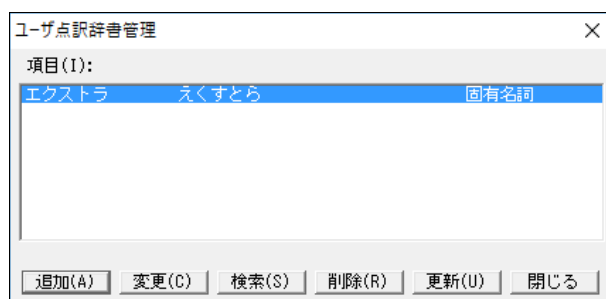 ユーザ点訳辞書管理
項目(I):
エクストラ えくすとら 固有名詞
追加(A) 変更(C) 検索(S) 削除(R) 更新(U) 閉じる